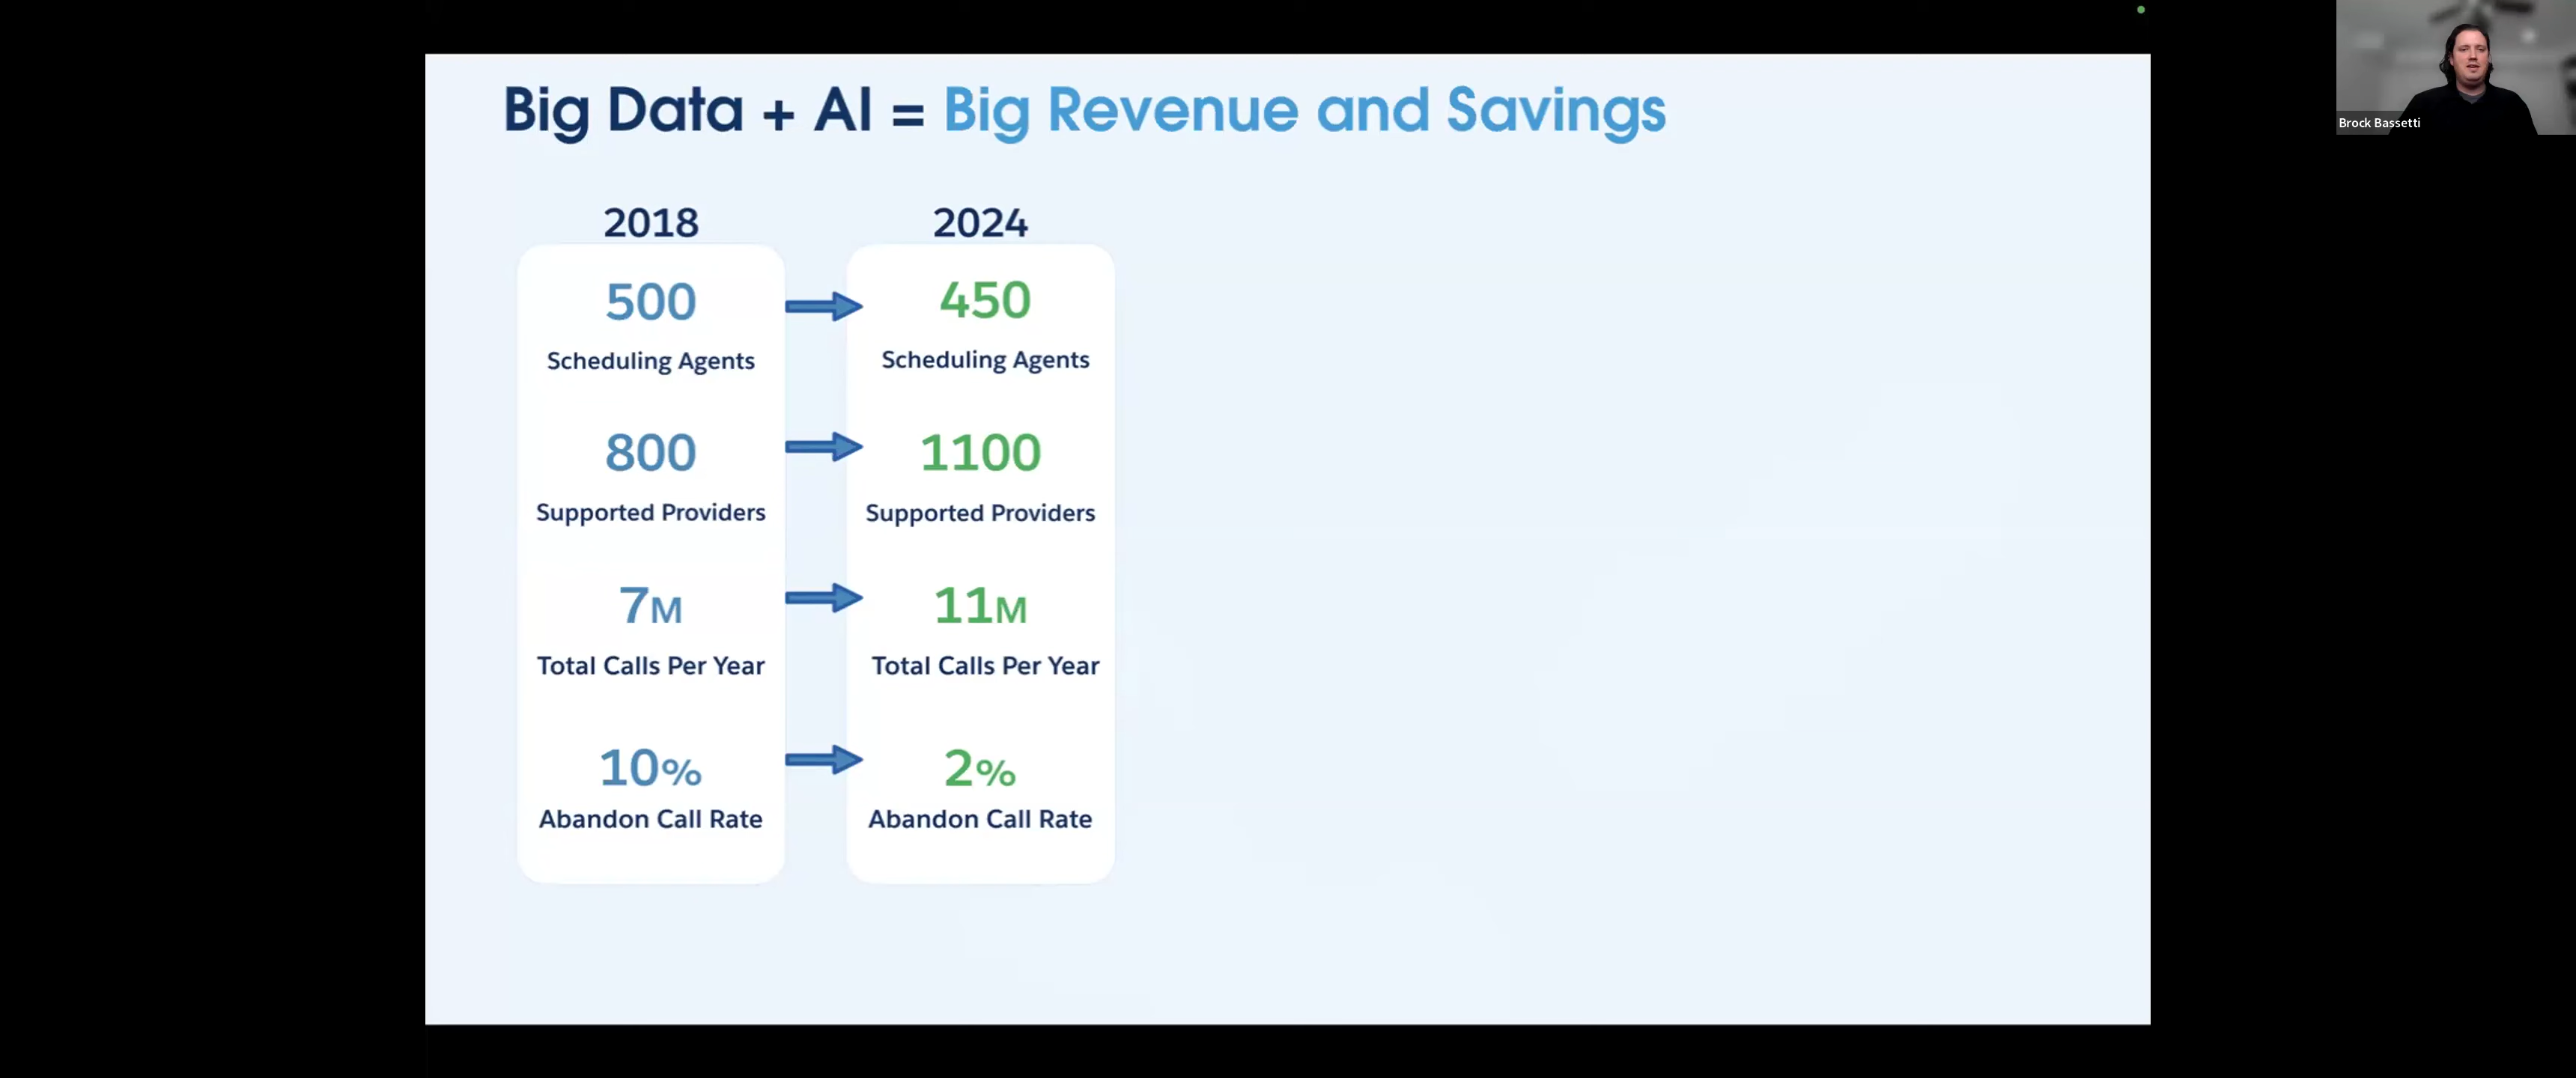 Big Data + AI = Big Revenue and Savings
2018
500
Scheduling Agents
800
Supported Providers
7M
Total Calls Per Year
10%
Abandon Call Rate
2024
450
Scheduling Agents
1100
Supported Providers
11M
Total Calls Per Year
2%
Abandon Call Rate
Brock Bassetti